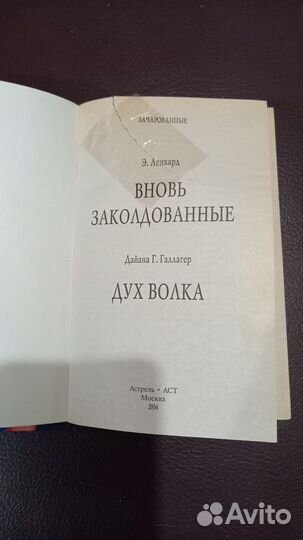 ЗАЧАРОВАННЫЕ
Э. Ленхард
ВНОВЬ
ЗАКОЛДОВАННЫЕ
Дайана Г. Галлагер
ДУХ ВОЛКА
Астрель • АСТ
Москва
2004
Avito